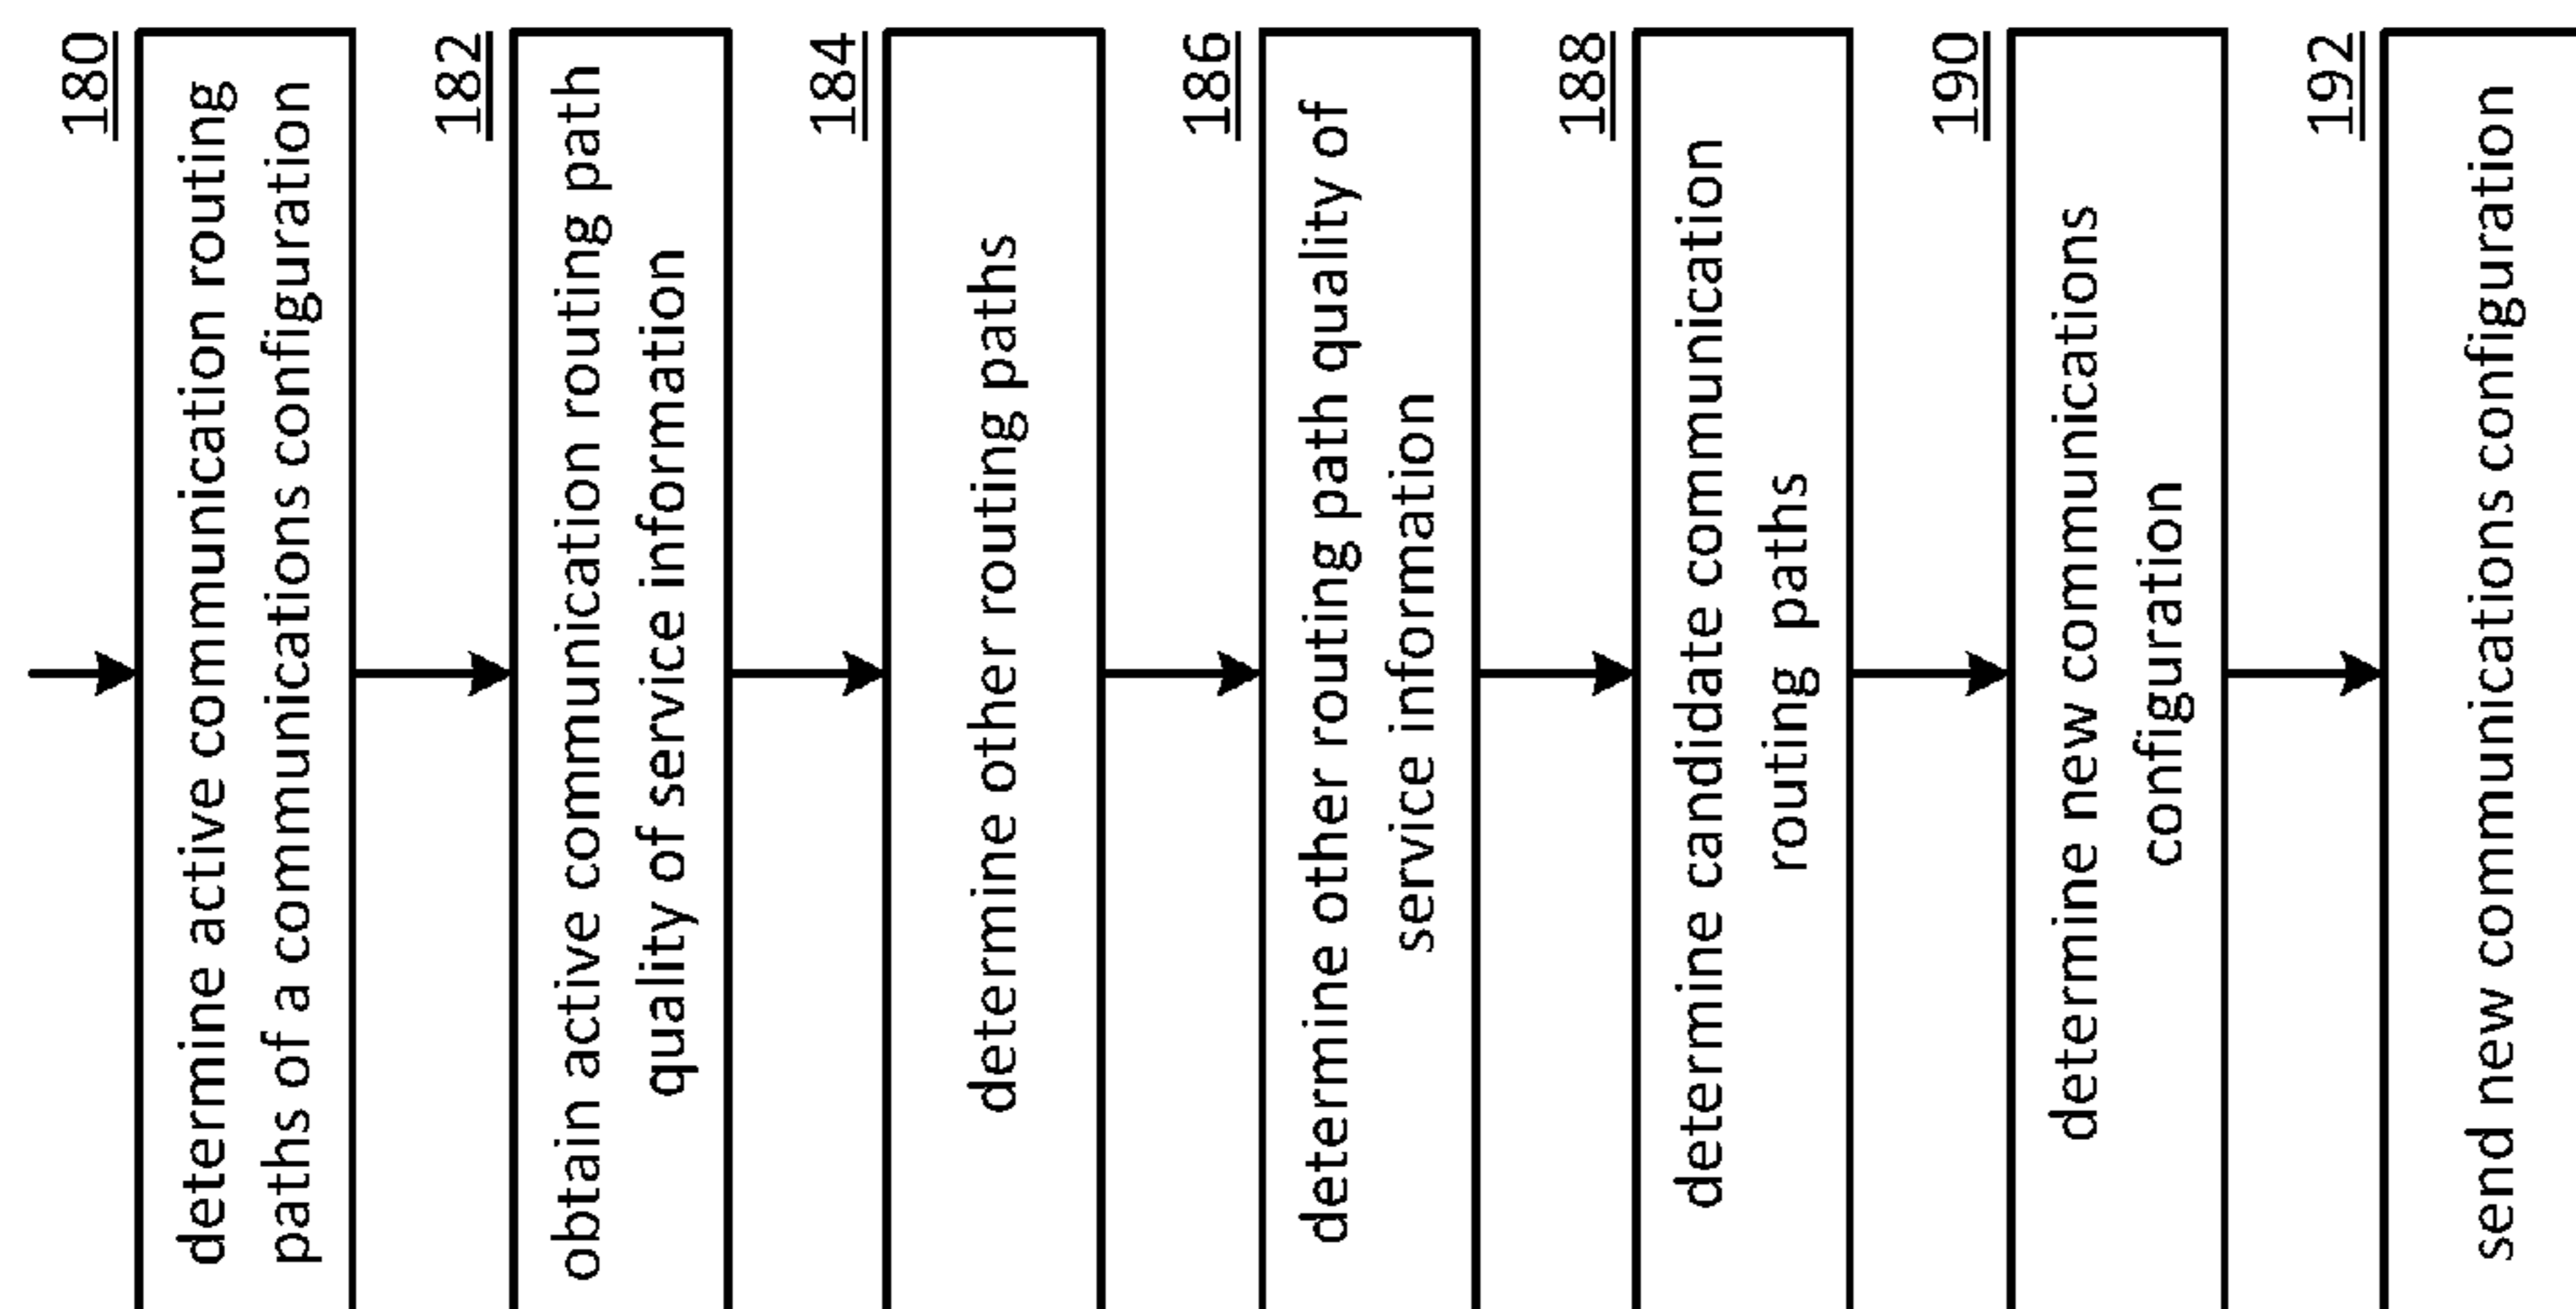 180
determine active communication routing
paths of a communications configuration
182
obtain active communication routing path
quality of service information
184
determine other routing paths
186
determine other routing path quality of
service information
188
determine candidate communication
routing paths
190
determine new communications
configuration
192
send new communications configuration